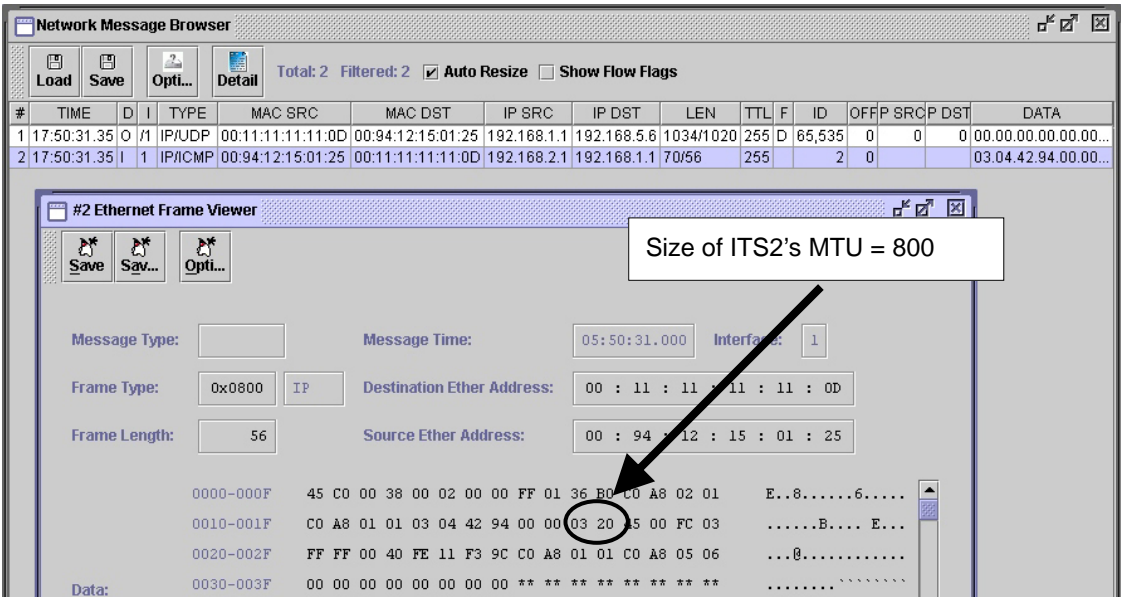 Network Message Browser
Load Save Opti... Detail Total: 2 Filtered: 2 Auto Resize Show Flow Flags
# TIME D I TYPE MAC SRC MAC DST IP SRC IP DST LEN TTL F ID OFF P SRC P DST DATA
1 17:50:31.35 O /1 IP/UDP 00:11:11:11:11:0D 00:94:12:15:01:25 192.168.1.1 192.168.5.6 1034/1020 255 D 65,535 0 0 0 00.00.00.00.00.00...
2 17:50:31.35 I 1 IP/ICMP 00:94:12:15:01:25 00:11:11:11:11:0D 192.168.2.1 192.168.1.1 70/56 255 2 0 03.04.42.94.00.00...
#2 Ethernet Frame Viewer
Save Sav... Opti...
Size of ITS2's MTU = 800
Message Type: Message Time: 05:50:31.000 Interface: 1
Frame Type: 0x0800 IP Destination Ether Address: 00 : 11 : 11 : 11 : 11 : 0D
Frame Length: 56 Source Ether Address: 00 : 94 : 12 : 15 : 01 : 25
0000-000F 45 C0 00 38 00 02 00 00 FF 01 36 B0 C0 A8 02 01 E..8......6.....
0010-001F C0 A8 01 01 03 04 42 94 00 00 03 20 45 00 FC 03 ......B.... E...
0020-002F FF FF 00 40 FE 11 F3 9C C0 A8 01 01 C0 A8 05 06 ...@............
0030-003F 00 00 00 00 00 00 00 00 ** ** ** ** ** ** ** ** ........ ````````
Data: